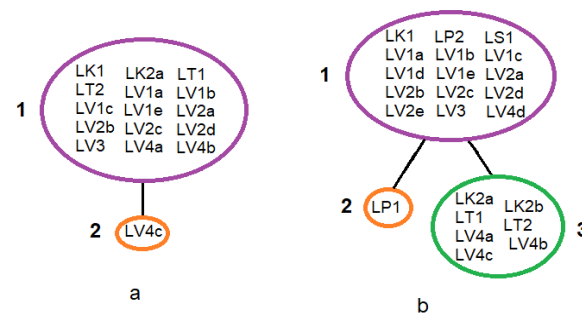 1
LK1 LK2a LT1
LT2 LV1a LV1b
LV1c LV1e LV2a
LV2b LV2c LV2d
LV3 LV4a LV4b
2
LV4c
a
1
LK1 LP2 LS1
LV1a LV1b LV1c
LV1d LV1e LV2a
LV2b LV2c LV2d
LV2e LV3 LV4d
2
LP1
3
LK2a LK2b
LT1 LT2
LV4a LV4b
LV4c
b